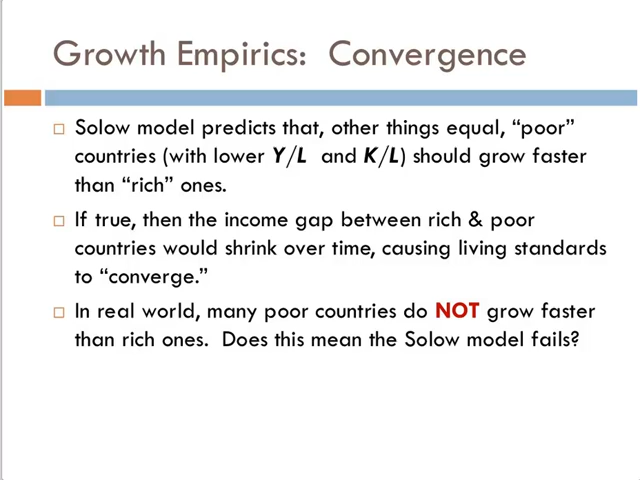 Growth Empirics: Convergence
Solow model predicts that, other things equal, “poor”
countries (with lower Y/L and K/L) should grow faster
than “rich” ones.
If true, then the income gap between rich & poor
countries would shrink over time, causing living standards
to “converge.”
In real world, many poor countries do NOT grow faster
than rich ones. Does this mean the Solow model fails?